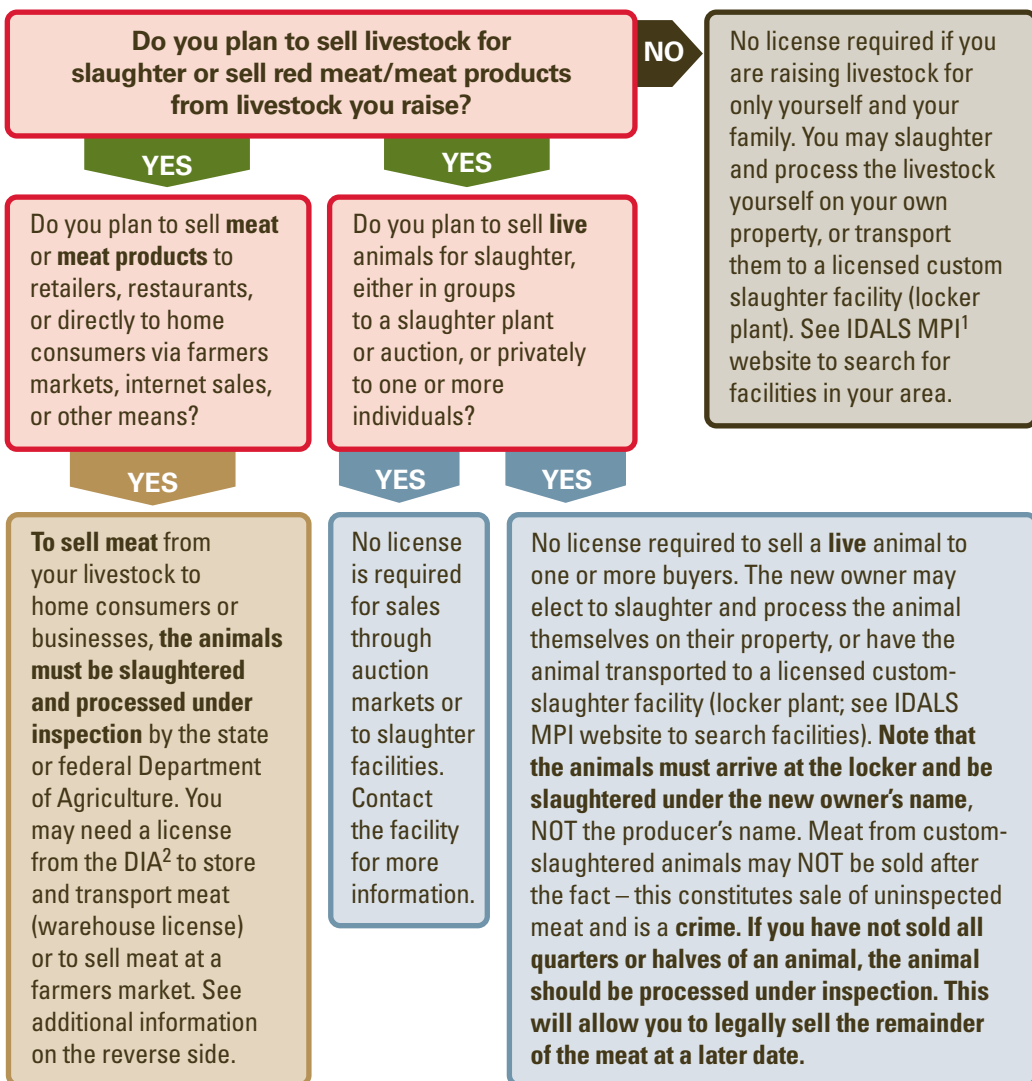 Do you plan to sell livestock for
slaughter or sell red meat/meat products
from livestock you raise?
NO
No license required if you
are raising livestock for
only yourself and your
family. You may slaughter
and process the livestock
yourself on your own
property, or transport
them to a licensed custom
slaughter facility (locker
plant). See IDALS MPI1
website to search for
facilities in your area.
YES
YES
Do you plan to sell meat
or meat products to
retailers, restaurants,
or directly to home
consumers via farmers
markets, internet sales,
or other means?
Do you plan to sell live
animals for slaughter,
either in groups
to a slaughter plant
or auction, or privately
to one or more
individuals?
YES
YES
YES
To sell meat from
your livestock to
home consumers or
businesses, the animals
must be slaughtered
and processed under
inspection by the state
or federal Department
of Agriculture. You
may need a license
from the DIA2 to store
and transport meat
(warehouse license)
or to sell meat at a
farmers market. See
additional information
on the reverse side.
No license
is required
for sales
through
auction
markets or
to slaughter
facilities.
Contact
the facility
for more
information.
No license required to sell a live animal to
one or more buyers. The new owner may
elect to slaughter and process the animal
themselves on their property, or have the
animal transported to a licensed custom-
slaughter facility (locker plant; see IDALS
MPI website to search facilities). Note that
the animals must arrive at the locker and be
slaughtered under the new owner's name,
NOT the producer's name. Meat from custom-
slaughtered animals may NOT be sold after
the fact – this constitutes sale of uninspected
meat and is a crime. If you have not sold all
quarters or halves of an animal, the animal
should be processed under inspection. This
will allow you to legally sell the remainder
of the meat at a later date.